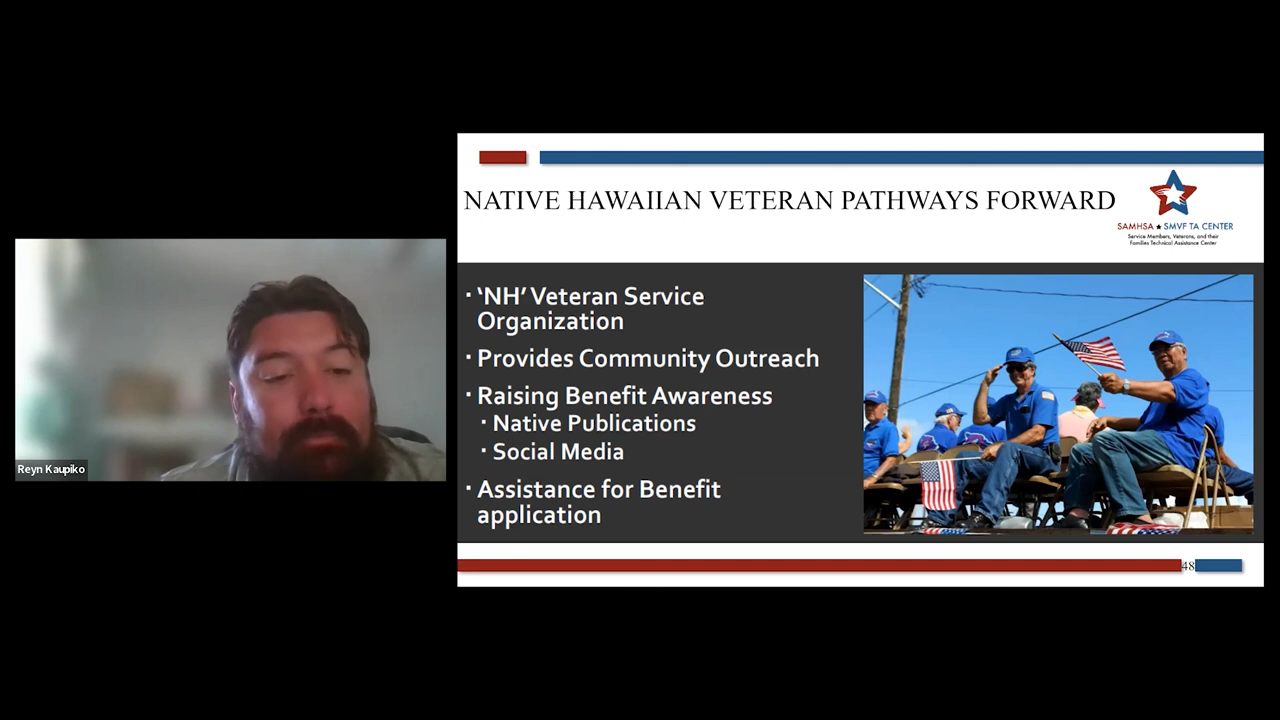 NATIVE HAWAIIAN VETERAN PATHWAYS FORWARD
SAMHSA ★ SMVF TA CENTER
Service Members, Veterans, and their
Families Technical Assistance Center
▪ ‘NH’ Veteran Service
Organization
▪ Provides Community Outreach
▪ Raising Benefit Awareness
▪ Native Publications
▪ Social Media
▪ Assistance for Benefit
application
Reyn Kaupiko
48